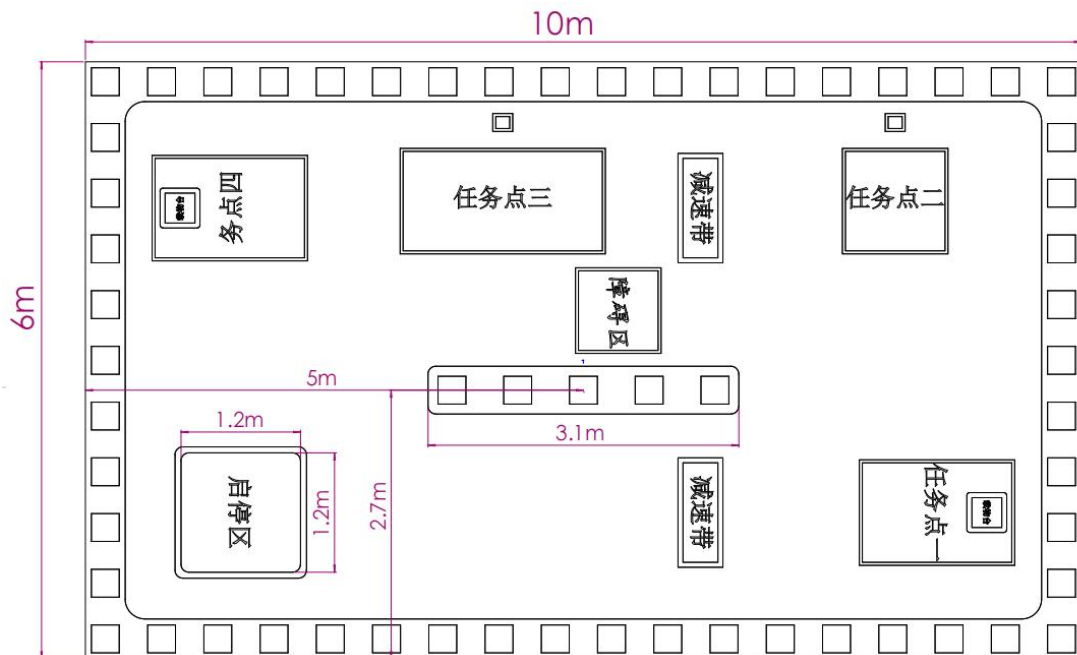 10m
6m
务点四
任务点三
减速带
任务点二
障碍区
5m
3.1m
1.2m
1.2m
2.7m
启停区
减速带
任务点一